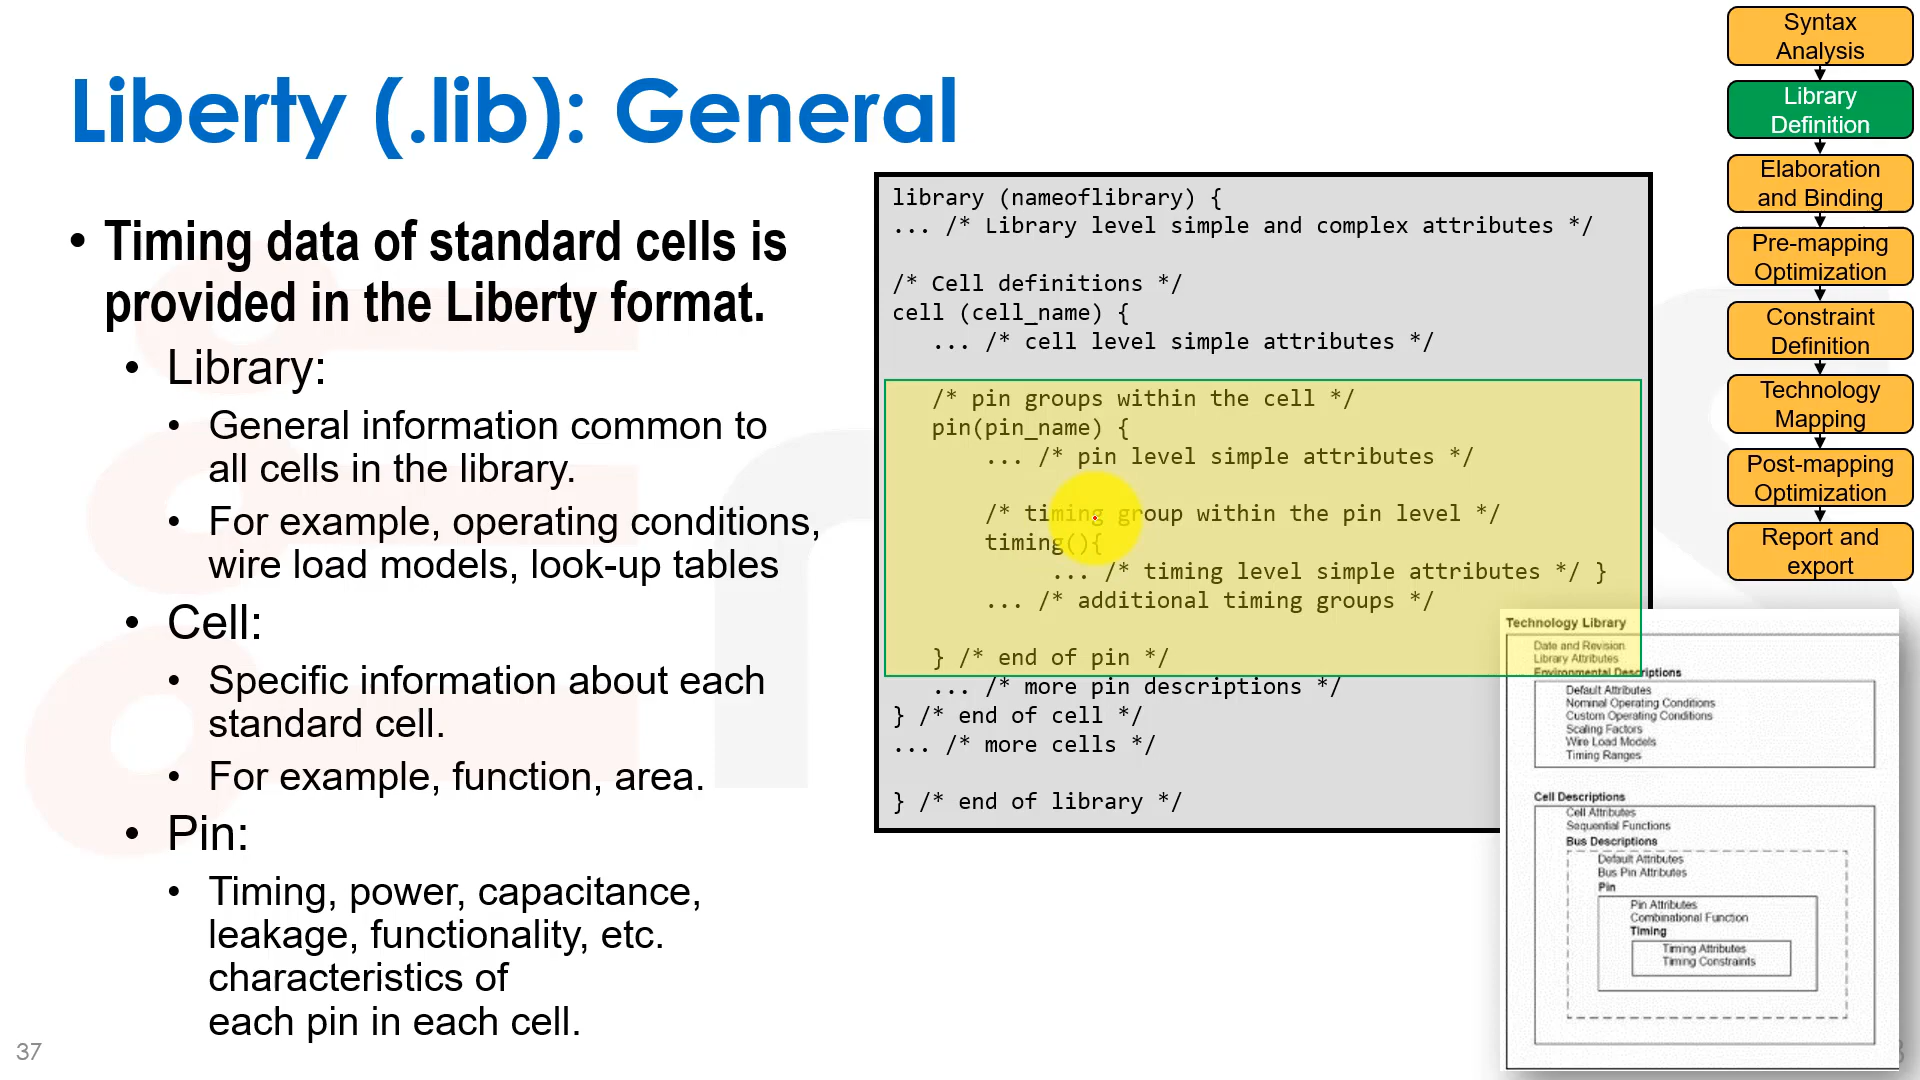 Liberty (.lib): General
• Timing data of standard cells is
provided in the Liberty format.
• Library:
• General information common to
all cells in the library.
• For example, operating conditions,
wire load models, look-up tables
• Cell:
• Specific information about each
standard cell.
• For example, function, area.
• Pin:
• Timing, power, capacitance,
leakage, functionality, etc.
characteristics of
each pin in each cell.
37
library (nameoflibrary) {
... /* Library level simple and complex attributes */
/* Cell definitions */
cell (cell_name) {
... /* cell level simple attributes */
/* pin groups within the cell */
pin(pin_name) {
... /* pin level simple attributes */
/* timing group within the pin level */
timing(){
... /* timing level simple attributes */ }
... /* additional timing groups */
} /* end of pin */
... /* more pin descriptions */
} /* end of cell */
... /* more cells */
} /* end of library */
Technology Library
Date and Revision
Library Attributes
Environmental Descriptions
Default Attributes
Nominal Operating Conditions
Custom Operating Conditions
Scaling Factors
Wire Load Models
Timing Ranges
Cell Descriptions
Cell Attributes
Sequential Functions
Bus Descriptions
Default Attributes
Bus Pin Attributes
Pin
Pin Attributes
Combinational Function
Timing
Timing Attributes
Timing Constraints
Syntax
Analysis
Library
Definition
Elaboration
and Binding
Pre-mapping
Optimization
Constraint
Definition
Technology
Mapping
Post-mapping
Optimization
Report and
export